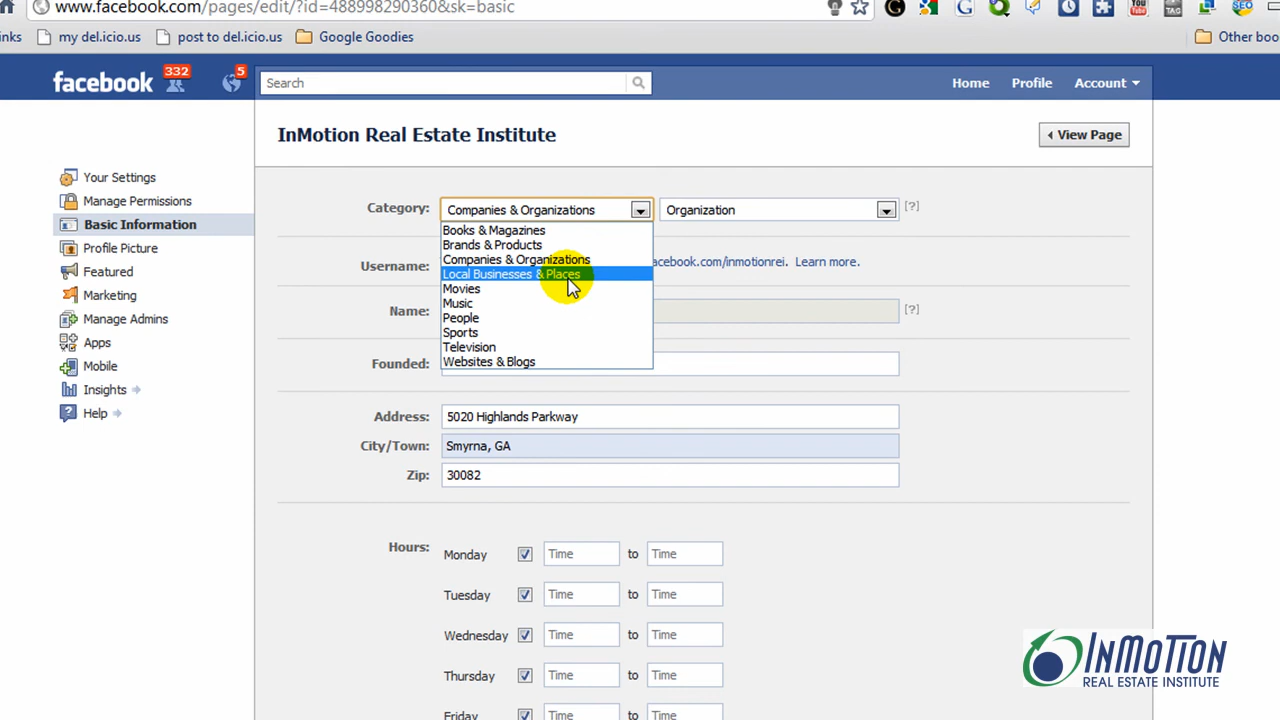 www.facebook.com/pages/edit/?id=488998290360&sk=basic
inks my del.icio.us post to del.icio.us Google Goodies Other boo
facebook 332 5 Search Home Profile Account
InMotion Real Estate Institute View Page
Your Settings
Manage Permissions
Basic Information
Profile Picture
Featured
Marketing
Manage Admins
Apps
Mobile
Insights
Help
Category: Companies & Organizations Organization [?]
Books & Magazines
Brands & Products
Companies & Organizations
Local Businesses & Places
Movies
Music
People
Sports
Television
Websites & Blogs
Username: acebook.com/inmotionrei. Learn more.
Name: [?]
Founded:
Address: 5020 Highlands Parkway
City/Town: Smyrna, GA
Zip: 30082
Hours: Monday Time to Time
Tuesday Time to Time
Wednesday Time to Time
Thursday Time to Time
Friday Time to Time
INMOTION
REAL ESTATE INSTITUTE